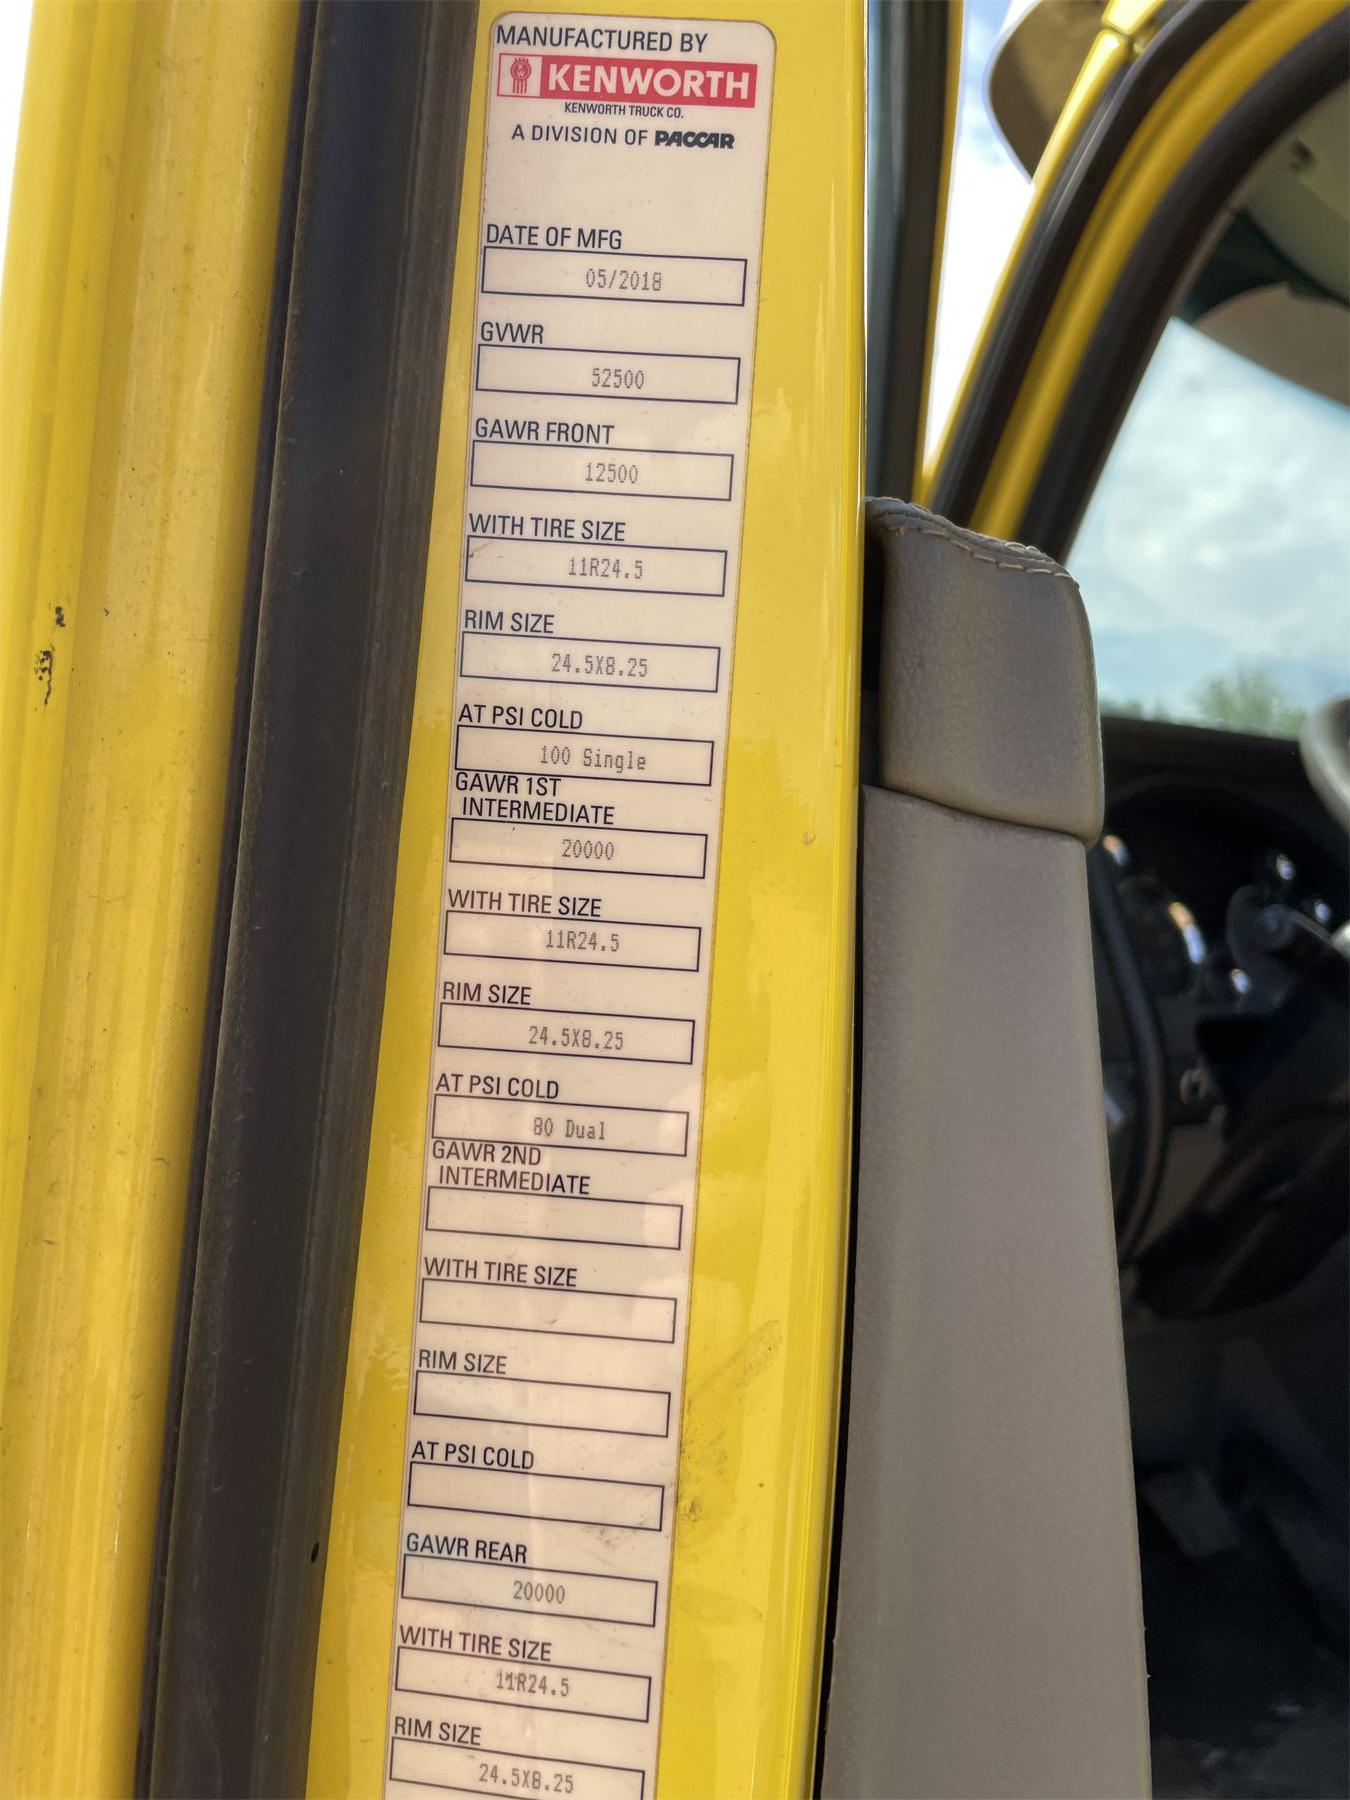 MANUFACTURED BY
KENWORTH
KENWORTH TRUCK CO.
A DIVISION OF PACCAR
DATE OF MFG
05/2018
GVWR
52500
GAWR FRONT
12500
WITH TIRE SIZE
11R24.5
RIM SIZE
24.5X8.25
AT PSI COLD
100 Single
GAWR 1ST
INTERMEDIATE
20000
WITH TIRE SIZE
11R24.5
RIM SIZE
24.5X8.25
AT PSI COLD
80 Dual
GAWR 2ND
INTERMEDIATE
WITH TIRE SIZE
RIM SIZE
AT PSI COLD
GAWR REAR
20000
WITH TIRE SIZE
11R24.5
RIM SIZE
24.5X8.25